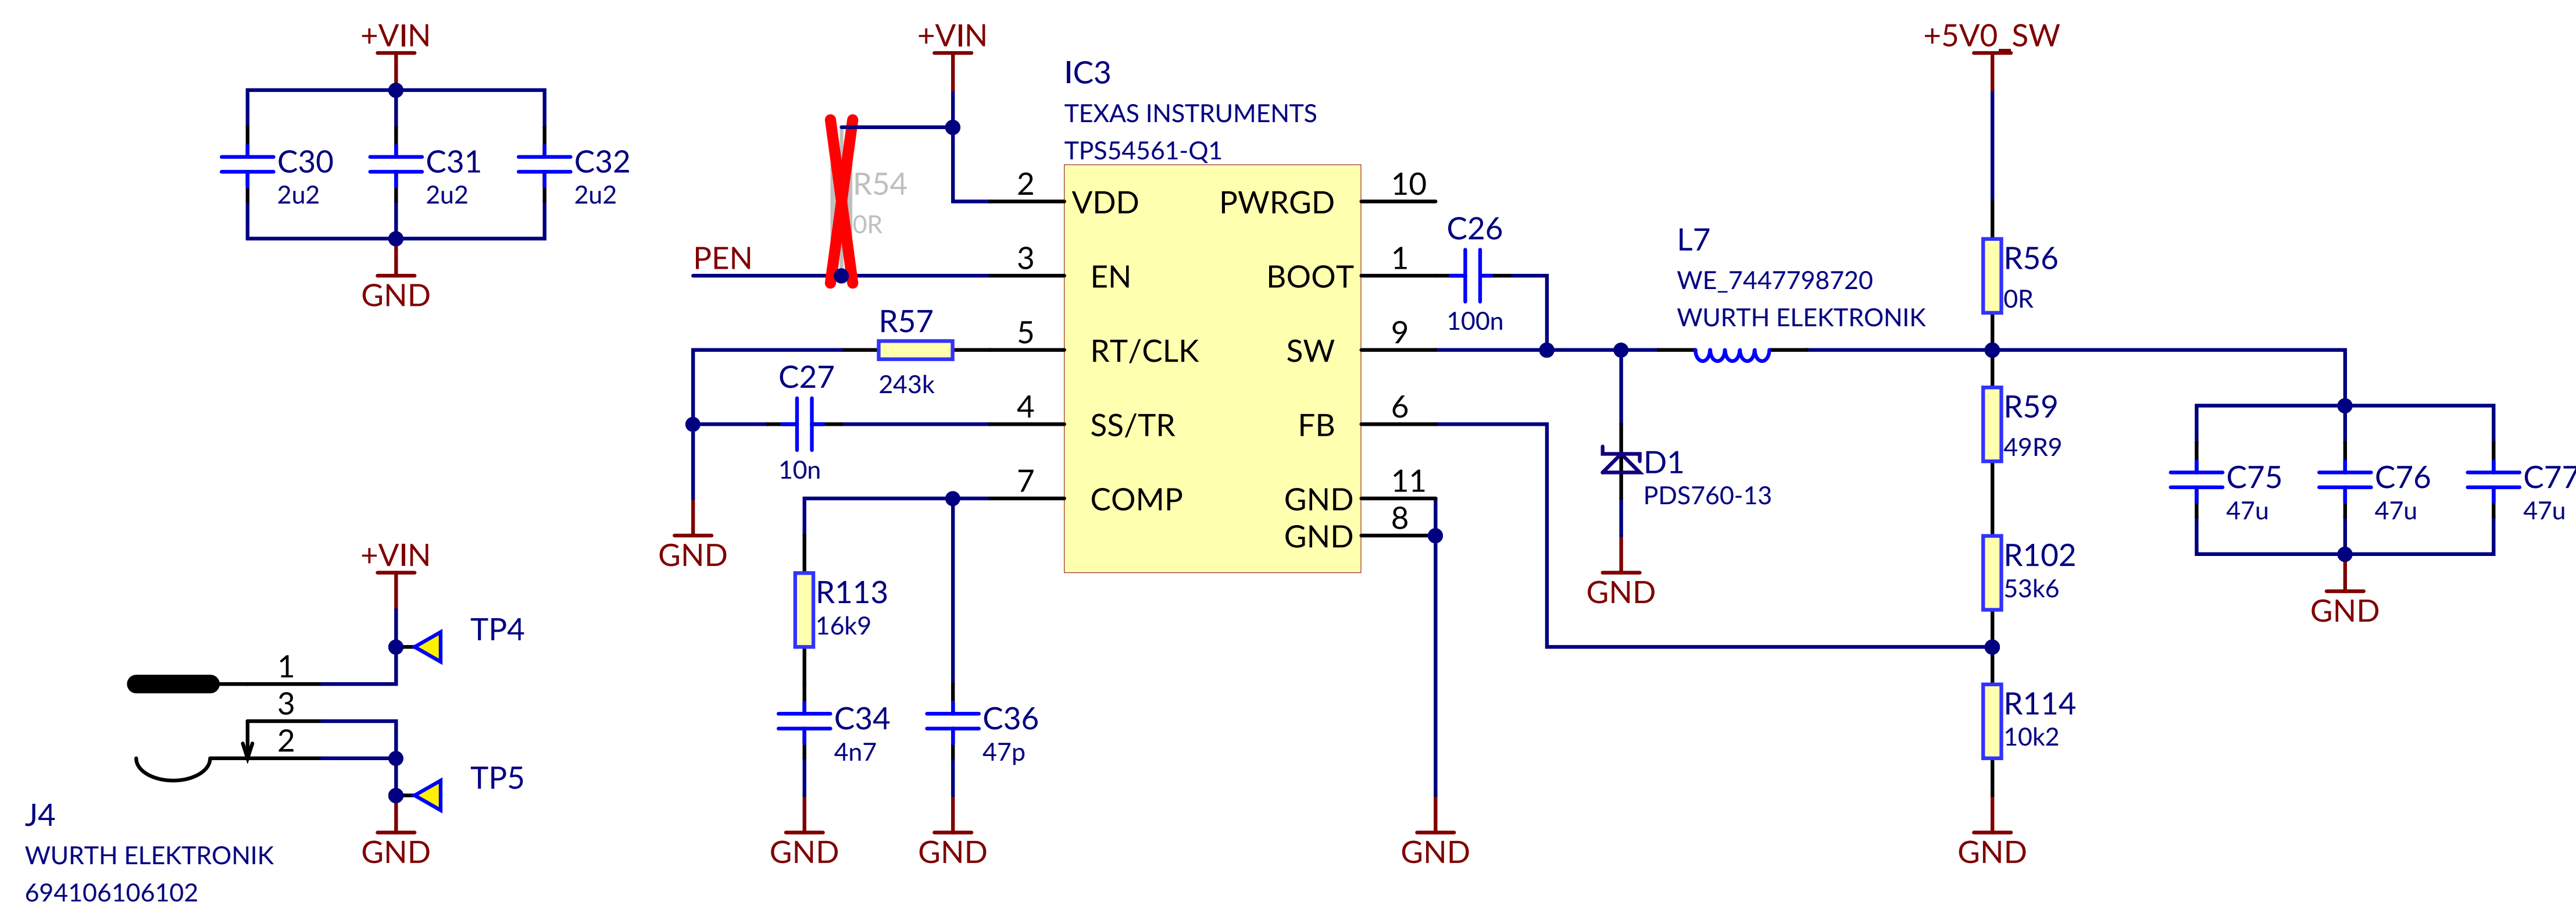 +VIN
C30
2u2
C31
2u2
C32
2u2
GND
+VIN
R54
0R
PEN
R57
243k
C27
10n
GND
IC3
TEXAS INSTRUMENTS
TPS54561-Q1
2 VDD
3 EN
5 RT/CLK
4 SS/TR
7 COMP
PWRGD 10
BOOT 1
SW 9
FB 6
GND 11
GND 8
C26
100n
L7
WE_7447798720
WURTH ELEKTRONIK
D1
PDS760-13
GND
+5V0_SW
R56
0R
R59
49R9
R102
53k6
R114
10k2
GND
C75
47u
C76
47u
C77
47u
GND
R113
16k9
C34
4n7
GND
C36
47p
GND
GND
+VIN
TP4
1
3
2
TP5
GND
J4
WURTH ELEKTRONIK
694106106102